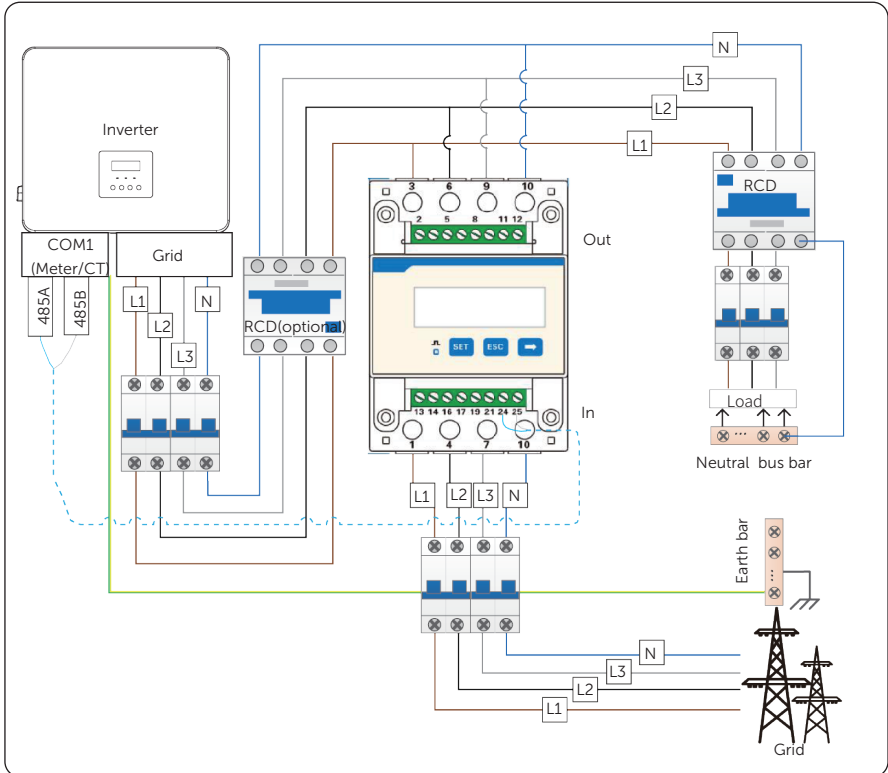 N
L3
L2
L1
Inverter
COM1
(Meter/CT)
Grid
485A
485B
L1
L2
L3
N
RCD(optional)
3 6 9 10
2 5 8 11 12
Out
SET
ESC
In
13 14 16 17 19 21 24 25
1 4 7 10
L1
L2
L3
N
RCD
Load
...
Neutral bus bar
Earth bar
...
N
L3
L2
L1
Grid